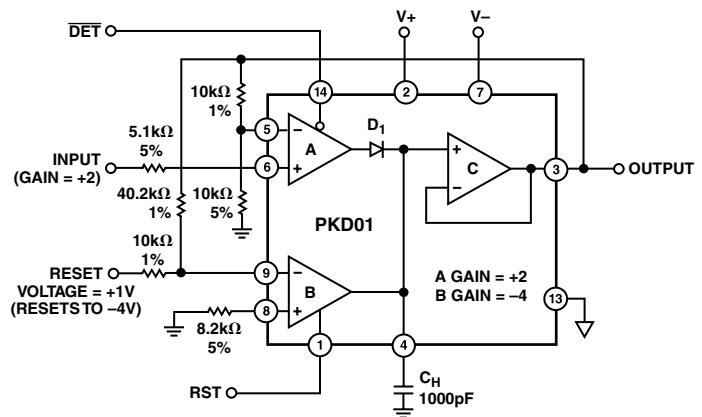 DET
V+
V–
10kΩ
1%
14
2
7
5.1kΩ
5%
5
–
A
D1
+
C
INPUT
(GAIN = +2)
6
+
–
3
OUTPUT
40.2kΩ
1%
10kΩ
5%
PKD01
10kΩ
1%
RESET
VOLTAGE = +1V
(RESETS TO –4V)
9
–
B
A GAIN = +2
B GAIN = –4
13
8
+
8.2kΩ
5%
1
4
RST
CH
1000pF